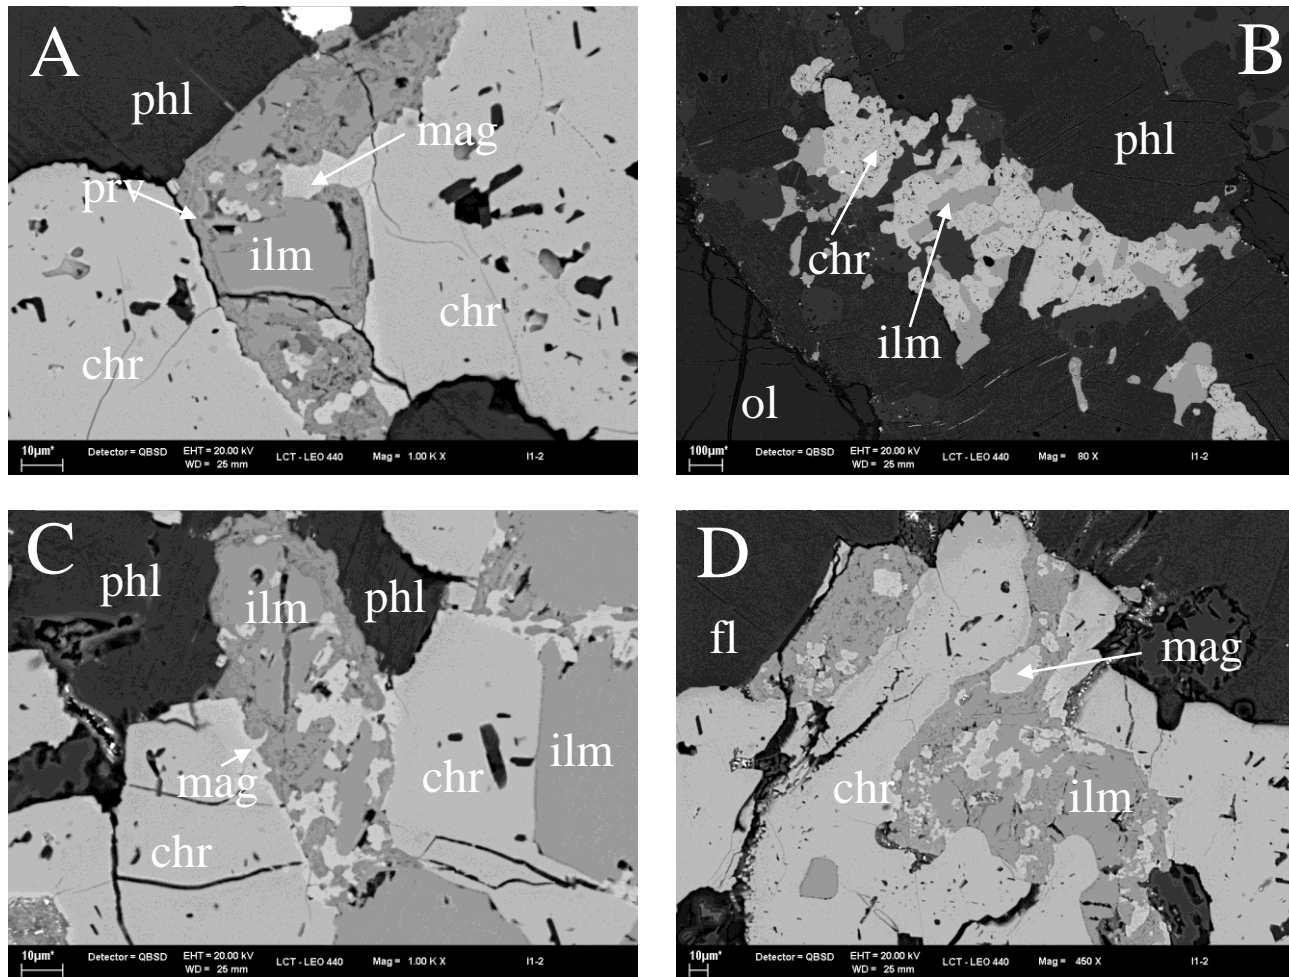 A
phl
mag
prv
ilm
chr
chr
10µm*
Detector = QBSD
EHT = 20.00 kV
WD = 25 mm
LCT - LEO 440
Mag = 1.00 K X
I1-2
B
phl
chr
ilm
ol
100µm*
Detector = QBSD
EHT = 20.00 kV
WD = 25 mm
LCT - LEO 440
Mag = 80 X
I1-2
C
phl
ilm
phl
ilm
chr
mag
chr
10µm*
Detector = QBSD
EHT = 20.00 kV
WD = 25 mm
LCT - LEO 440
Mag = 1.00 K X
I1-2
D
fl
mag
chr
ilm
10µm*
Detector = QBSD
EHT = 20.00 kV
WD = 25 mm
LCT - LEO 440
Mag = 450 X
I1-2